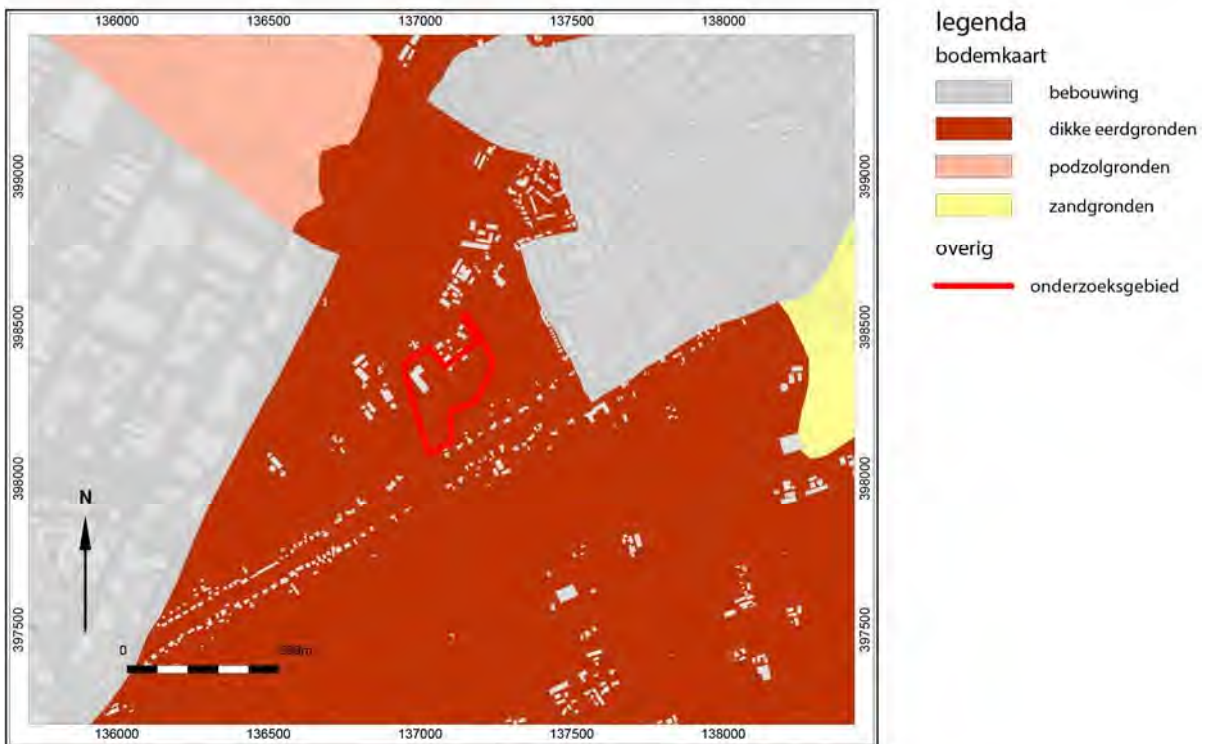 136000 136500 137000 137500 138000
legenda
bodemkaart
bebouwing
dikke eerdgronden
podzolgronden
zandgronden
overig
onderzoeksgebied
399000 399000
398500 398500
398000 398000
397500 397500
N
0
136000 136500 137000 137500 138000